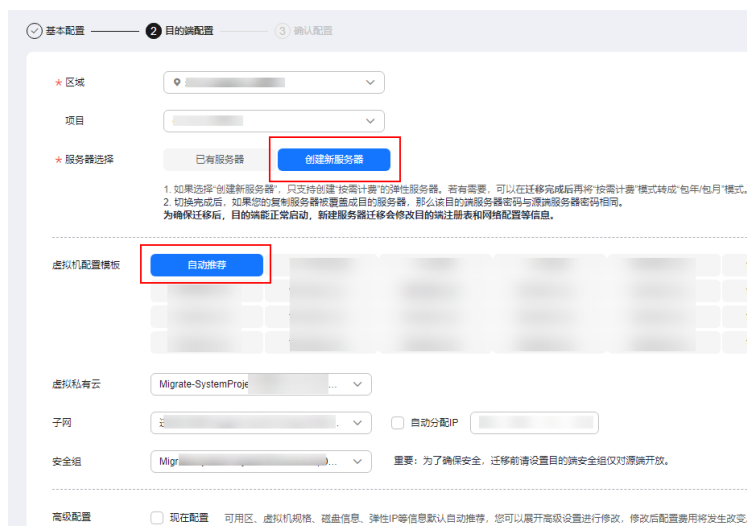 基本配置 2 目的端配置 3 确认配置
* 区域
项目
* 服务器选择 已有服务器 创建新服务器
1. 如果选择"创建新服务器"，只支持创建"按需计费"的弹性服务器。若有需要，可以在迁移完成后再将"按需计费"模式转成"包年/包月"模式。
2. 切换完成后，如果您的复制服务器被覆盖成目的服务器，那么该目的端服务器密码与源端服务器密码相同。
为确保迁移后，目的端能正常启动，新建服务器迁移会修改目的端注册表和网络配置等信息。
虚拟机配置模板 自动推荐
虚拟私有云 Migrate-SystemProje ...
子网 自动分配IP
安全组 Migr ... 重要：为了确保安全，迁移前请设置目的端安全组仅对源端开放。
高级配置 现在配置 可用区、虚拟机规格、磁盘信息、弹性IP等信息默认自动推荐，您可以展开高级设置进行修改，修改后配置费用将发生改变